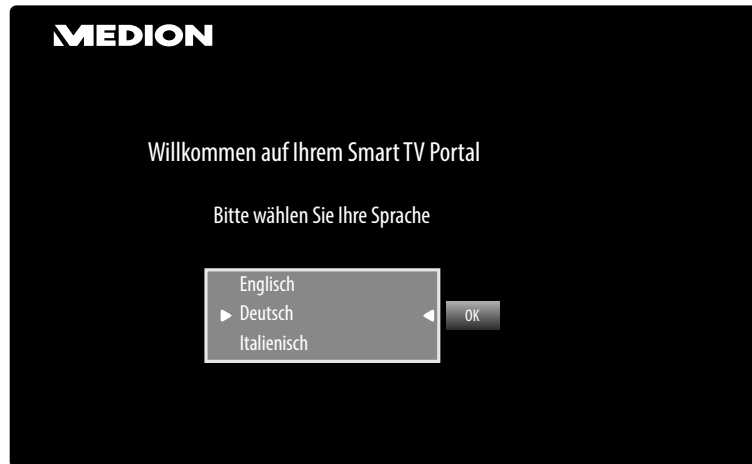 MEDION
Willkommen auf Ihrem Smart TV Portal
Bitte wählen Sie Ihre Sprache
Englisch
Deutsch
OK
Italienisch